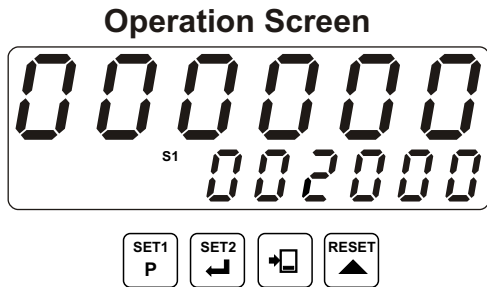 Operation Screen
000000
S1 002000
SET1 SET2 RESET
P